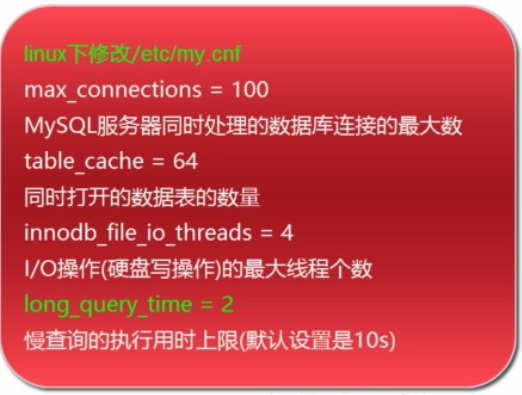 linux下修改/etc/my.cnf
max_connections = 100
MySQL服务器同时处理的数据库连接的最大数
table_cache = 64
同时打开的数据表的数量
innodb_file_io_threads = 4
I/O操作(硬盘写操作)的最大线程个数
long_query_time = 2
慢查询的执行用时上限(默认设置是10s)